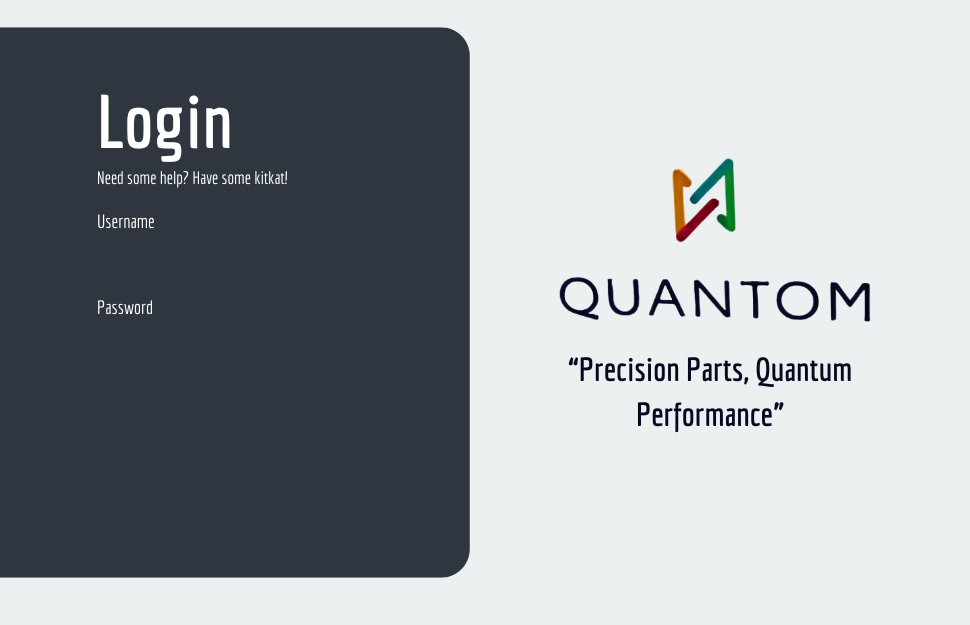 Login
Need some help? Have some kitkat!
Username
Password
QUANTOM
“Precision Parts, Quantum
Performance”